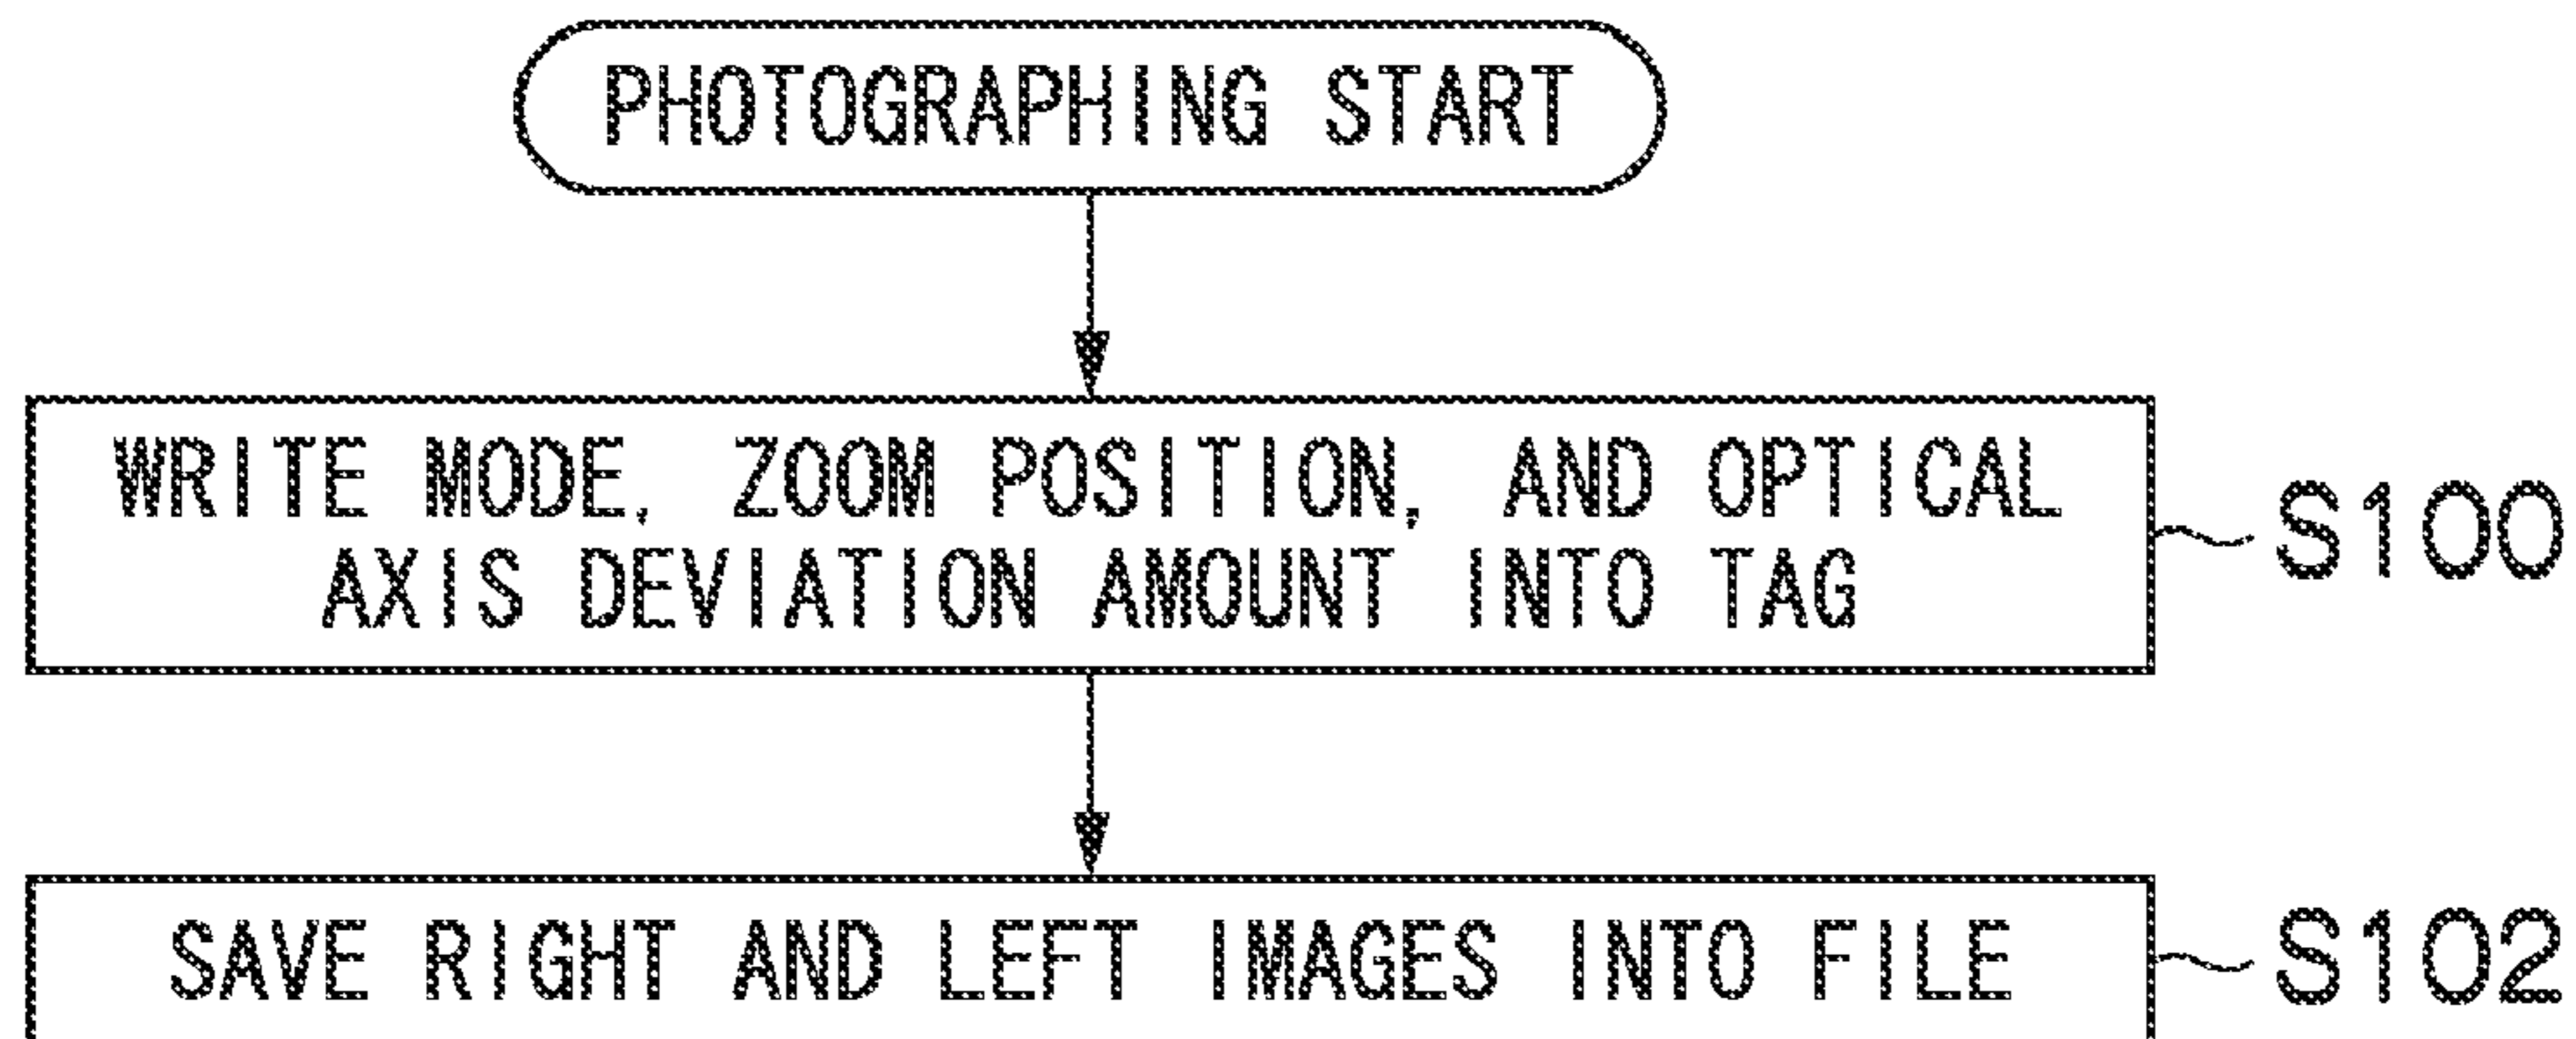 PHOTOGRAPHING START
WRITE MODE, ZOOM POSITION, AND OPTICAL
AXIS DEVIATION AMOUNT INTO TAG
S100
SAVE RIGHT AND LEFT IMAGES INTO FILE
S102